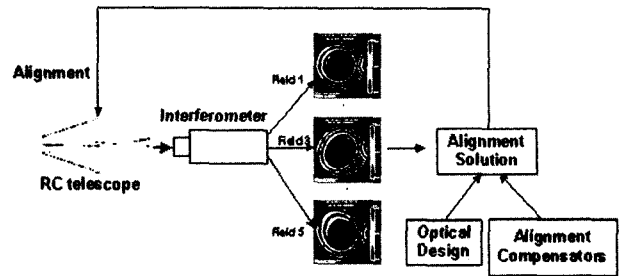 Alignment
Field 1
Interferometer
Field 3
Alignment
Solution
RC telescope
Field 5
Optical
Design
Alignment
Compensators